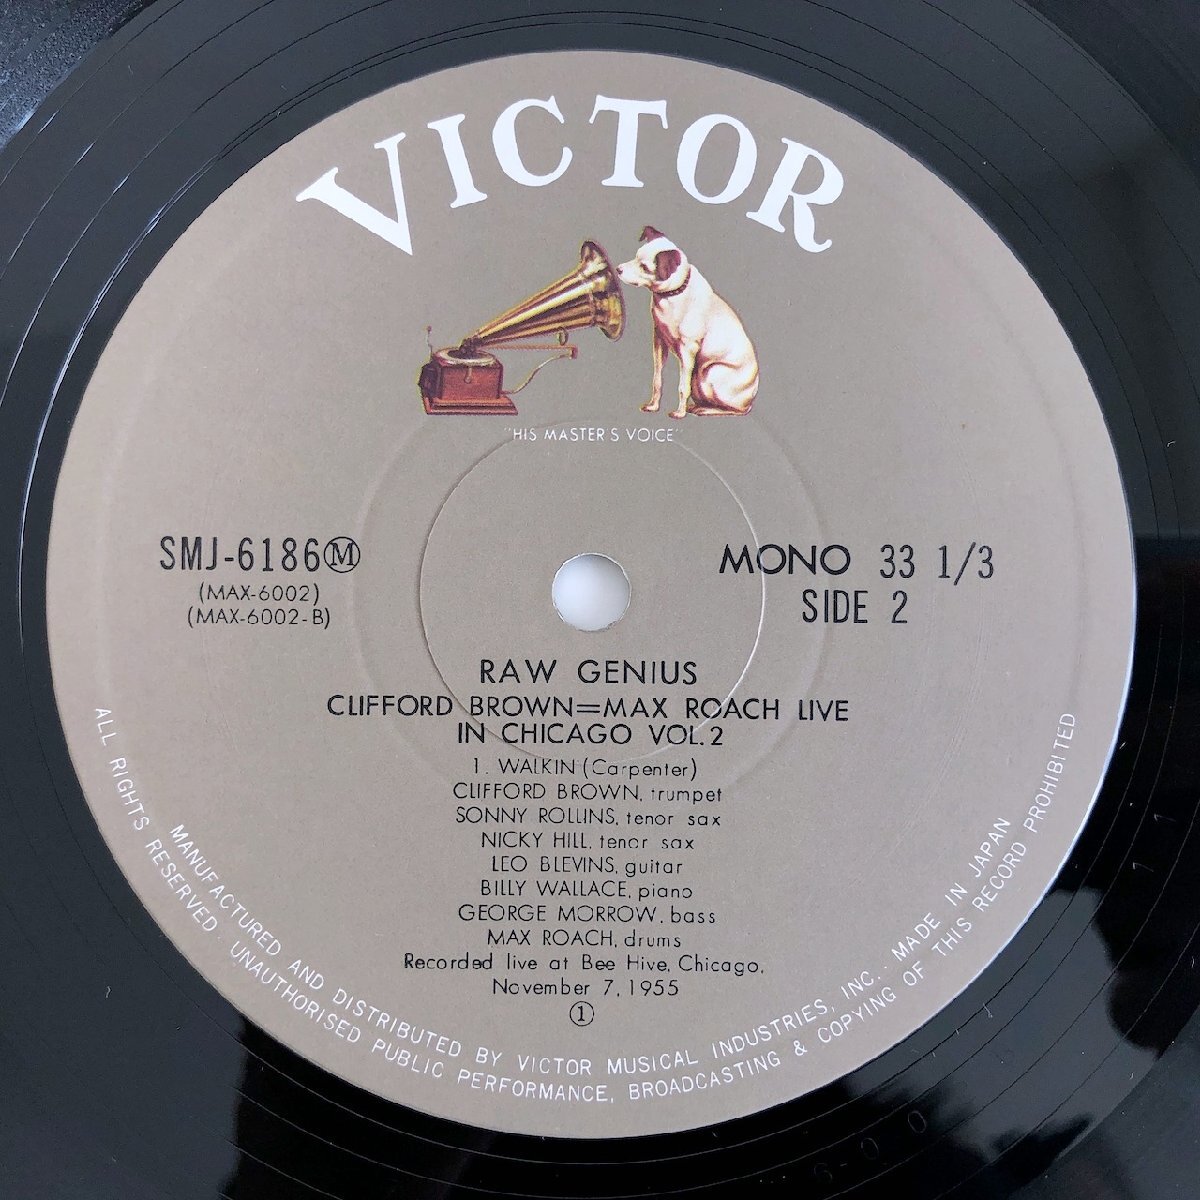 VICTOR
"HIS MASTER'S VOICE"
SMJ-6186Ⓜ
(MAX-6002)
(MAX-6002-B)
MONO 33 1/3
SIDE 2
RAW GENIUS
CLIFFORD BROWN=MAX ROACH LIVE
IN CHICAGO VOL.2
1. WALKIN (Carpenter)
CLIFFORD BROWN, trumpet
SONNY ROLLINS, tenor sax
NICKY HILL, tenor sax
LEO BLEVINS, guitar
BILLY WALLACE, piano
GEORGE MORROW, bass
MAX ROACH, drums
Recorded live at Bee Hive, Chicago,
November 7, 1955
①
MANUFACTURED AND DISTRIBUTED BY VICTOR MUSICAL INDUSTRIES, INC.· MADE IN JAPAN
ALL RIGHTS RESERVED · UNAUTHORISED PUBLIC PERFORMANCE, BROADCASTING & COPYING OF THIS RECORD PROHIBITED